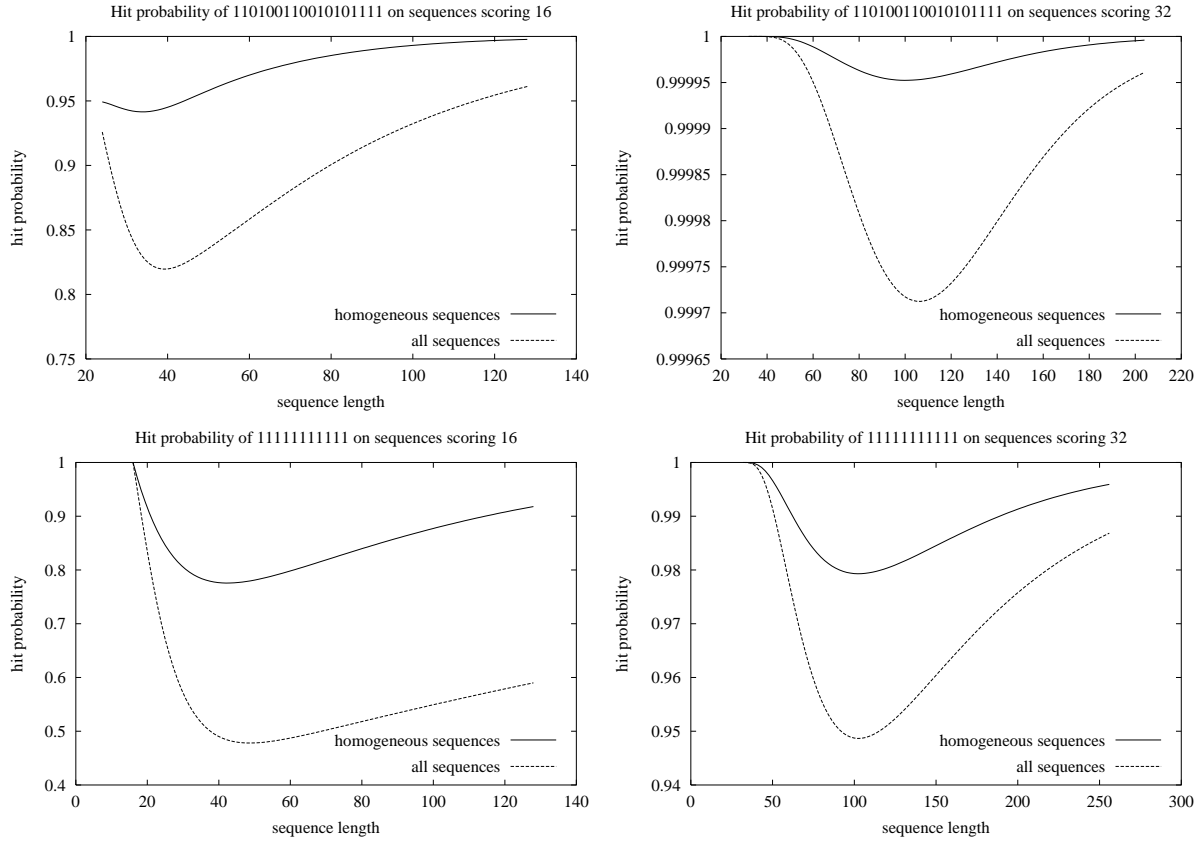 Hit probability of 110100110010101111 on sequences scoring 16
1
0.95
0.9
0.85
0.8
0.75
hit probability
homogeneous sequences
all sequences
20 40 60 80 100 120 140
sequence length
Hit probability of 110100110010101111 on sequences scoring 32
1
0.99995
0.9999
0.99985
0.9998
0.99975
0.9997
0.99965
hit probability
homogeneous sequences
all sequences
20 40 60 80 100 120 140 160 180 200 220
sequence length
Hit probability of 11111111111 on sequences scoring 16
1
0.9
0.8
0.7
0.6
0.5
0.4
hit probability
homogeneous sequences
all sequences
0 20 40 60 80 100 120 140
sequence length
Hit probability of 11111111111 on sequences scoring 32
1
0.99
0.98
0.97
0.96
0.95
0.94
hit probability
homogeneous sequences
all sequences
0 50 100 150 200 250 300
sequence length